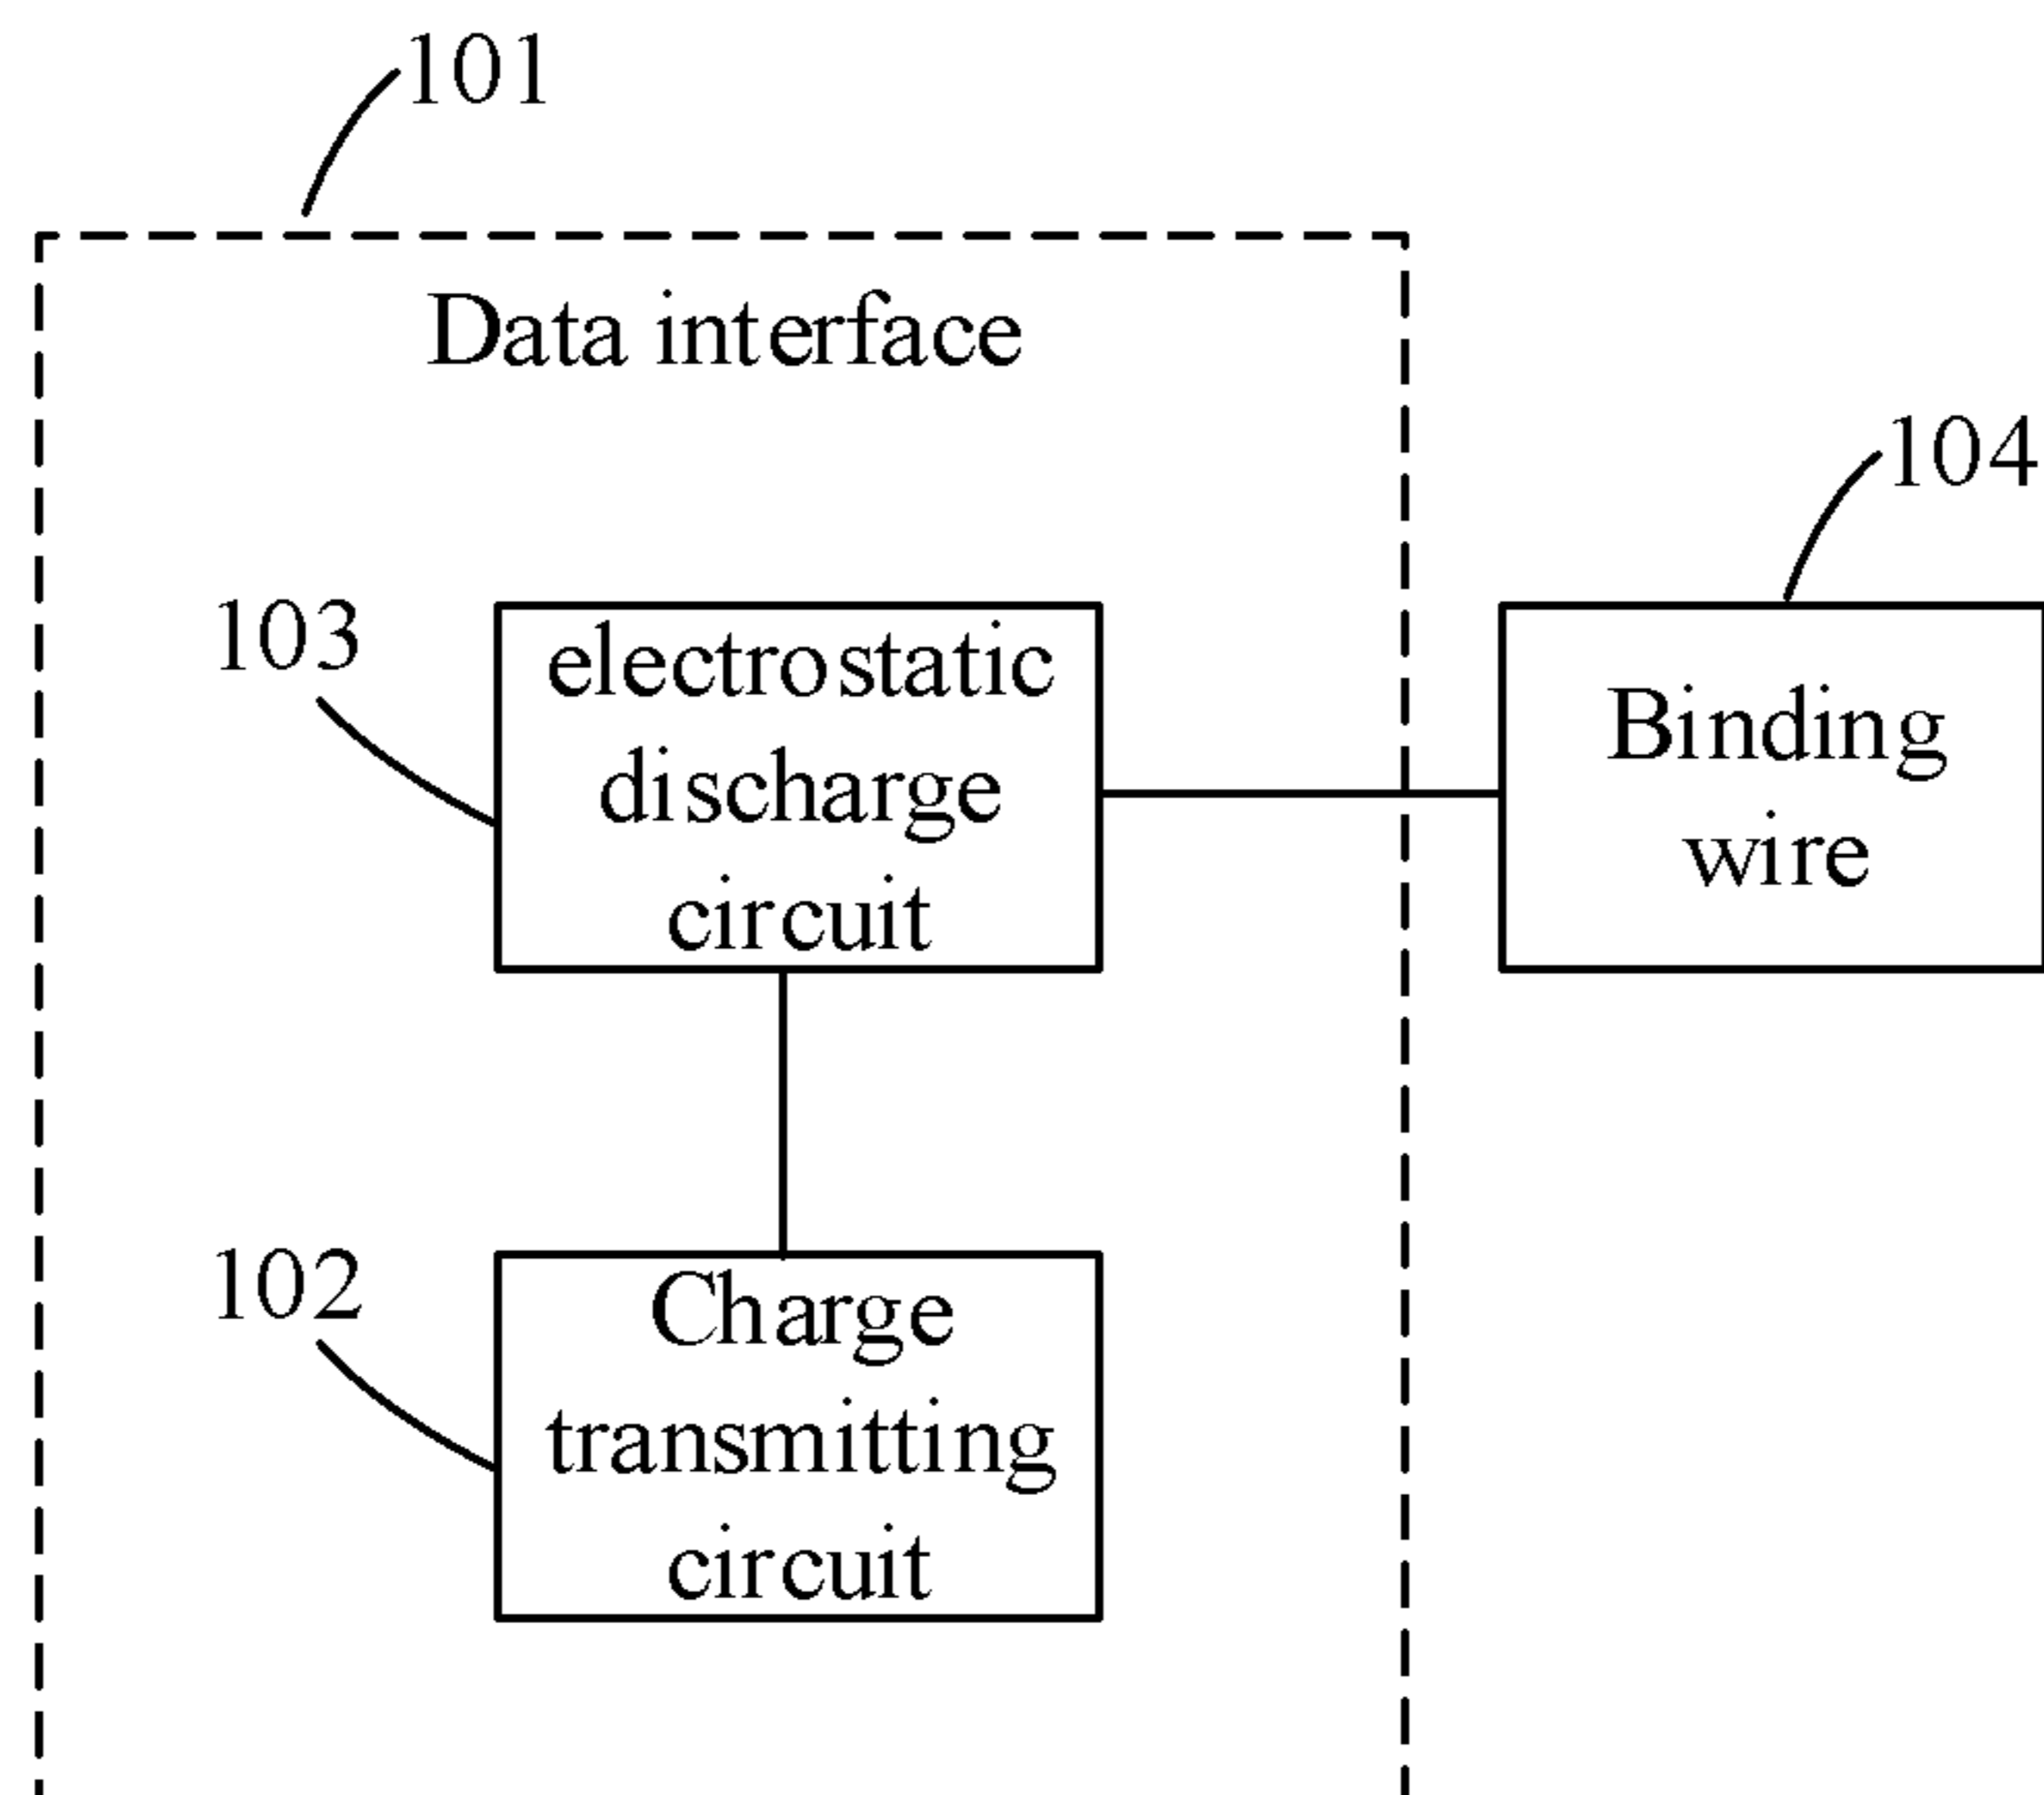 101
Data interface
104
103
electrostatic
discharge
circuit
Binding
wire
102
Charge
transmitting
circuit